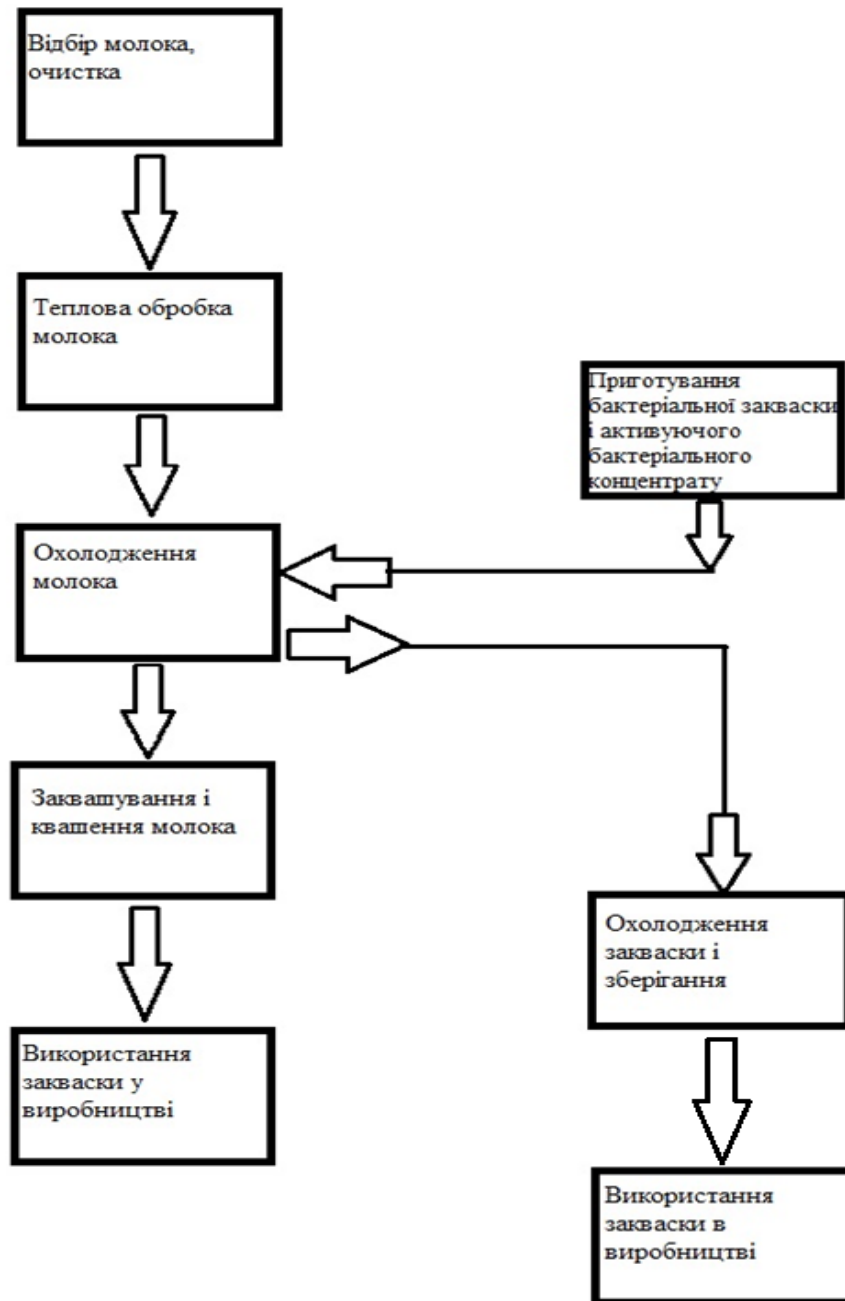 Відбір молока,
очистка
Теплова обробка
молока
Приготування
бактеріальної закваски
і активуючого
бактеріального
концентрату
Охолодження
молока
Заквашування і
квашення молока
Охолодження
закваски і
зберігання
Використання
закваски у
виробництві
Використання
закваски в
виробництві